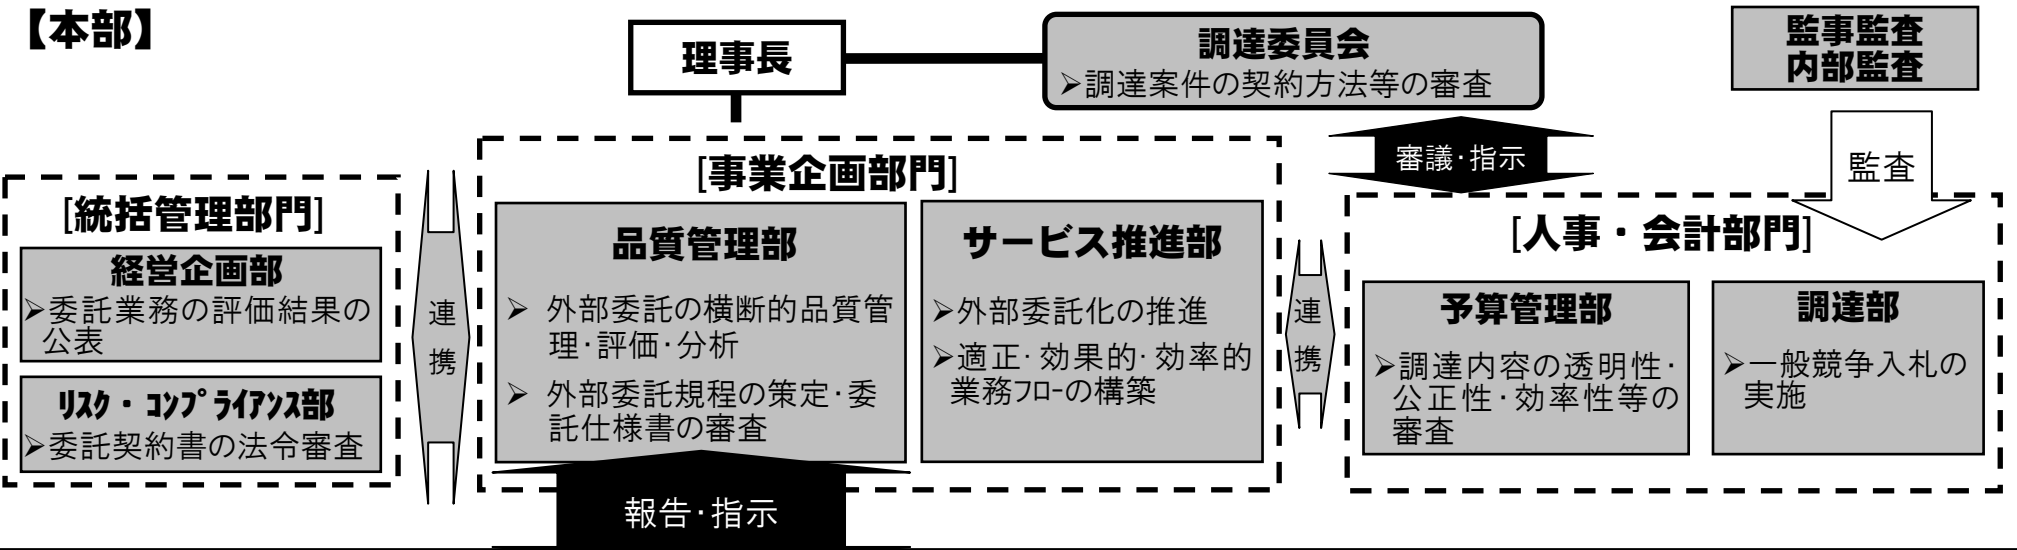 【本部】
理事長
調達委員会
➢調達案件の契約方法等の審査
監事監査
内部監査
審議･指示
監査
[統括管理部門]
経営企画部
➢委託業務の評価結果の
公表
ﾘｽｸ・ｺﾝﾌﾟﾗｲｱﾝｽ部
➢委託契約書の法令審査
連
携
[事業企画部門]
品質管理部
➢ 外部委託の横断的品質管
理･評価･分析
➢ 外部委託規程の策定･委
託仕様書の審査
サービス推進部
➢外部委託化の推進
➢適正･効果的･効率的
業務ﾌﾛｰの構築
連
携
[人事・会計部門]
予算管理部
➢調達内容の透明性･
公正性･効率性等の
審査
調達部
➢一般競争入札の
実施
報告･指示